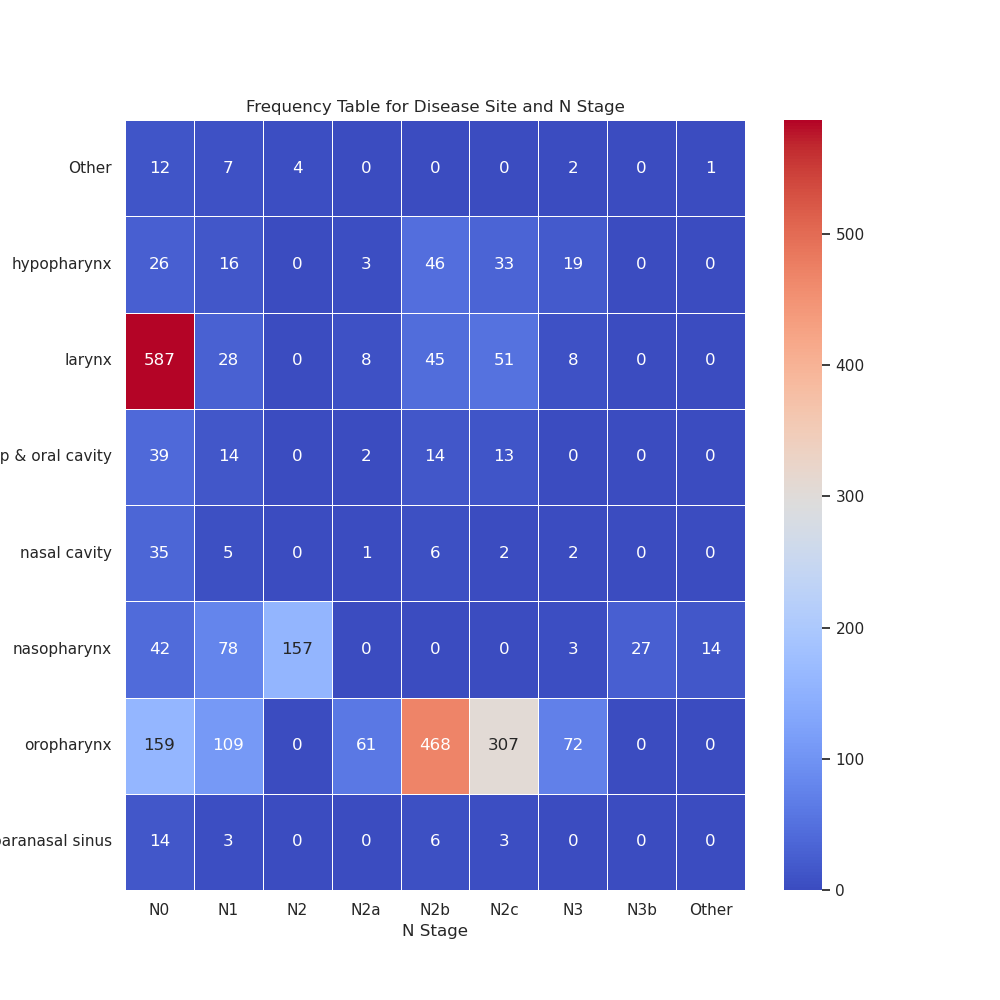 Frequency Table for Disease Site and N Stage
Other 12 7 4 0 0 0 2 0 1
hypopharynx 26 16 0 3 46 33 19 0 0
larynx 587 28 0 8 45 51 8 0 0
p & oral cavity 39 14 0 2 14 13 0 0 0
nasal cavity 35 5 0 1 6 2 2 0 0
nasopharynx 42 78 157 0 0 0 3 27 14
oropharynx 159 109 0 61 468 307 72 0 0
paranasal sinus 14 3 0 0 6 3 0 0 0
N0 N1 N2 N2a N2b N2c N3 N3b Other
N Stage
500
400
300
200
100
0